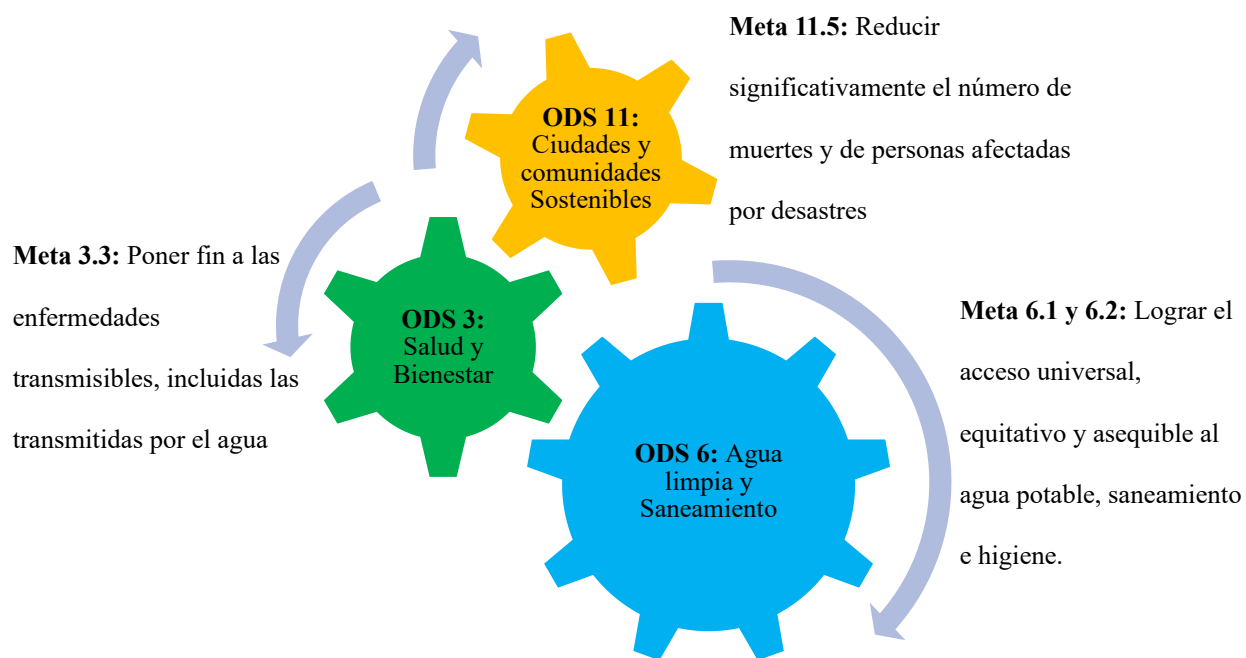 Meta 11.5: Reducir
significativamente el número de
muertes y de personas afectadas
por desastres
ODS 11:
Ciudades y
comunidades
Sostenibles
Meta 3.3: Poner fin a las
enfermedades
transmisibles, incluidas las
transmitidas por el agua
ODS 3:
Salud y
Bienestar
Meta 6.1 y 6.2: Lograr el
acceso universal,
equitativo y asequible al
agua potable, saneamiento
e higiene.
ODS 6: Agua
limpia y
Saneamiento